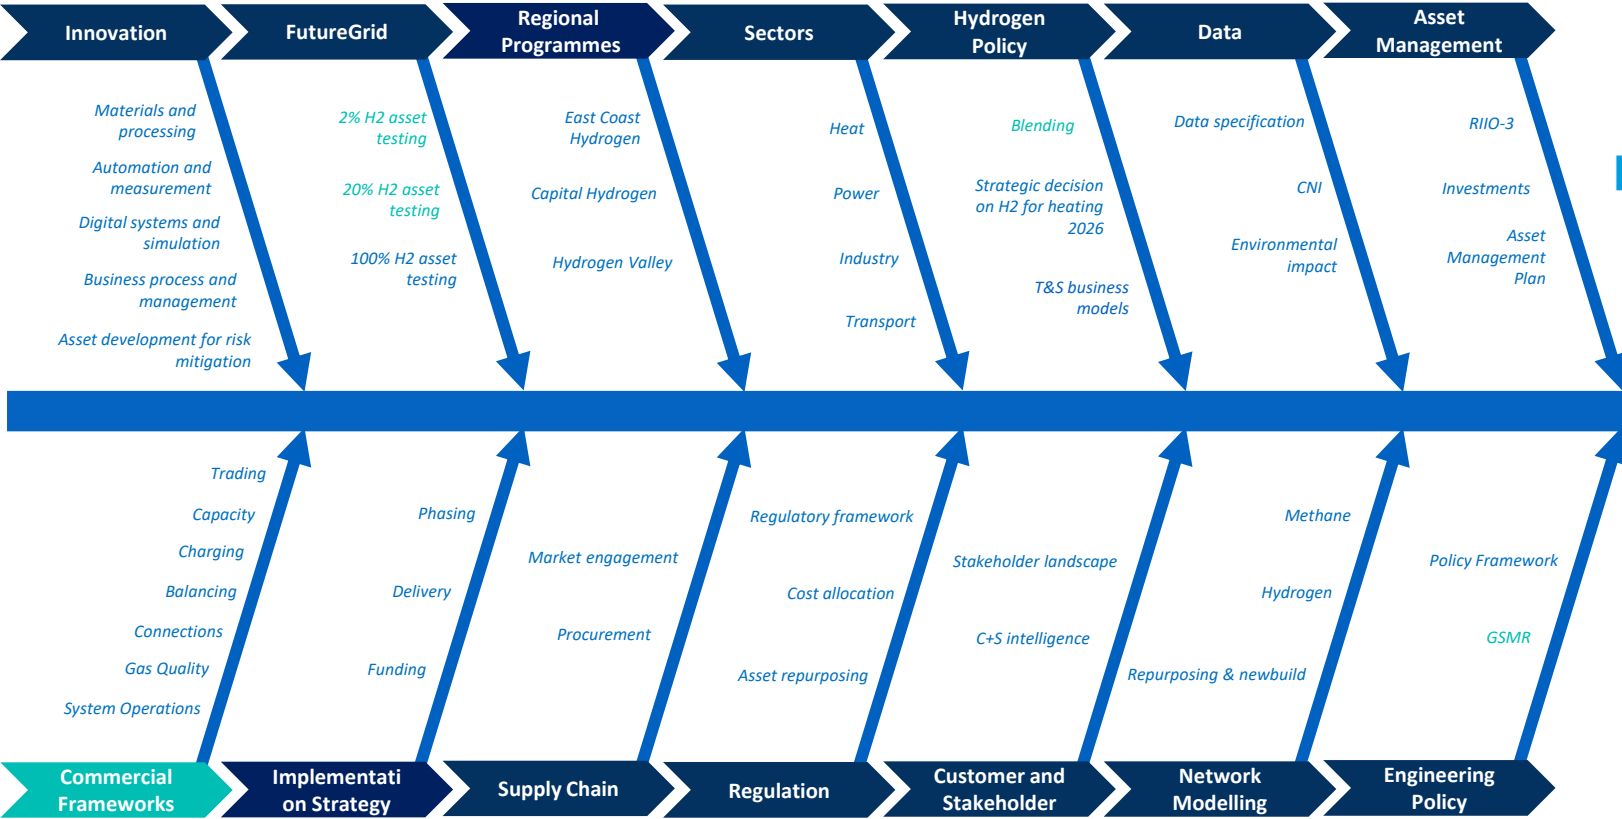 Innovation
FutureGrid
Regional
Programmes
Sectors
Hydrogen
Policy
Data
Asset
Management
Materials and
processing
Automation and
measurement
Digital systems and
simulation
Business process and
management
Asset development for risk
mitigation
2% H2 asset
testing
20% H2 asset
testing
100% H2 asset
testing
East Coast
Hydrogen
Capital Hydrogen
Hydrogen Valley
Heat
Power
Industry
Transport
Blending
Strategic decision
on H2 for heating
2026
T&S business
models
Data specification
CNI
Environmental
impact
RIIO-3
Investments
Asset
Management
Plan
Trading
Capacity
Charging
Balancing
Connections
Gas Quality
System Operations
Phasing
Delivery
Funding
Market engagement
Procurement
Regulatory framework
Cost allocation
Asset repurposing
Stakeholder landscape
C+S intelligence
Methane
Hydrogen
Repurposing & newbuild
Policy Framework
GSMR
Commercial
Frameworks
Implementati
on Strategy
Supply Chain
Regulation
Customer and
Stakeholder
Network
Modelling
Engineering
Policy